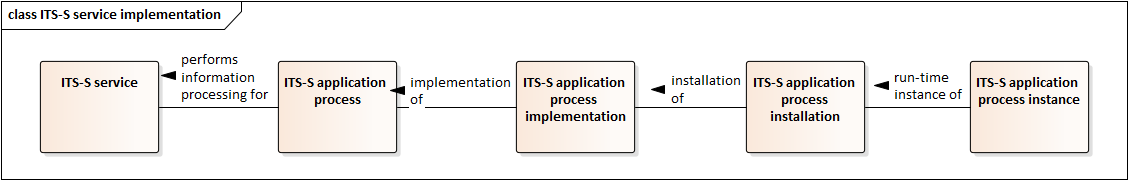 class ITS-S service implementation
ITS-S service
performs
information
processing for
ITS-S application
process
implementation
of
ITS-S application
process
implementation
installation
of
ITS-S application
process
installation
run-time
instance of
ITS-S application
process instance